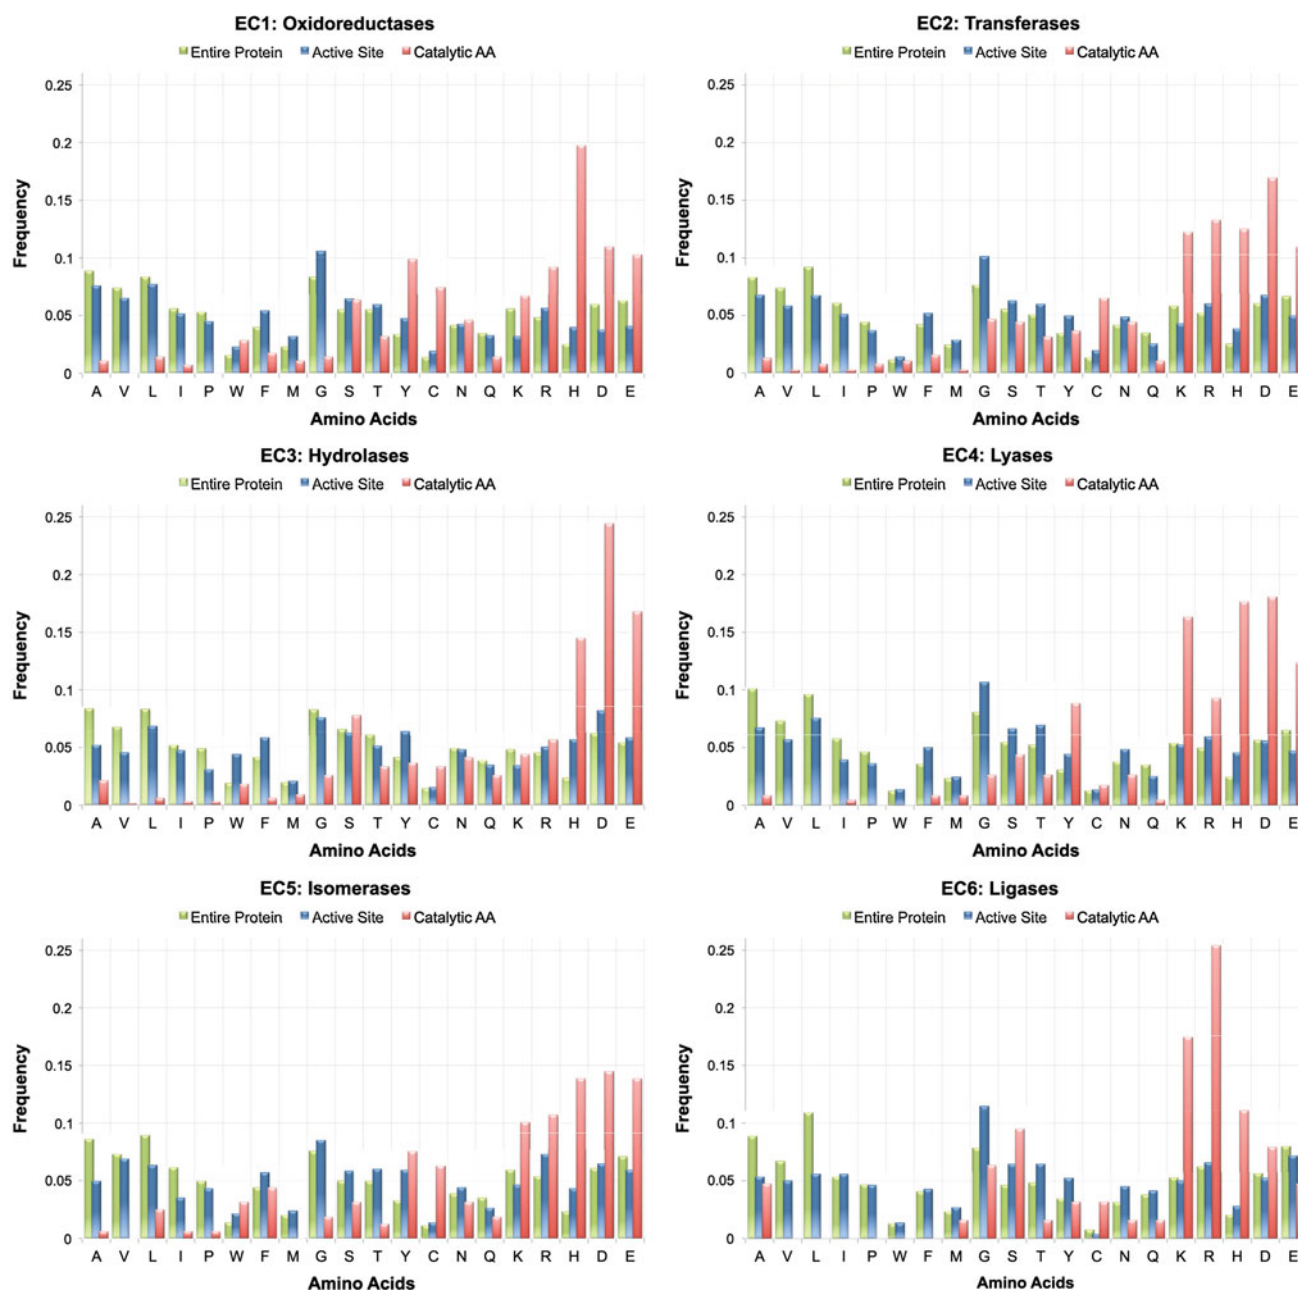 EC1: Oxidoreductases
Entire Protein Active Site Catalytic AA
0.25
0.2
0.15
0.1
0.05
0
Frequency
A V L I P W F M G S T Y C N Q K R H D E
Amino Acids
EC2: Transferases
Entire Protein Active Site Catalytic AA
0.25
0.2
0.15
0.1
0.05
0
Frequency
A V L I P W F M G S T Y C N Q K R H D E
Amino Acids
EC3: Hydrolases
Entire Protein Active Site Catalytic AA
0.25
0.2
0.15
0.1
0.05
0
Frequency
A V L I P W F M G S T Y C N Q K R H D E
Amino Acids
EC4: Lyases
Entire Protein Active Site Catalytic AA
0.25
0.2
0.15
0.1
0.05
0
Frequency
A V L I P W F M G S T Y C N Q K R H D E
Amino Acids
EC5: Isomerases
Entire Protein Active Site Catalytic AA
0.25
0.2
0.15
0.1
0.05
0
Frequency
A V L I P W F M G S T Y C N Q K R H D E
Amino Acids
EC6: Ligases
Entire Protein Active Site Catalytic AA
0.25
0.2
0.15
0.1
0.05
0
Frequency
A V L I P W F M G S T Y C N Q K R H D E
Amino Acids